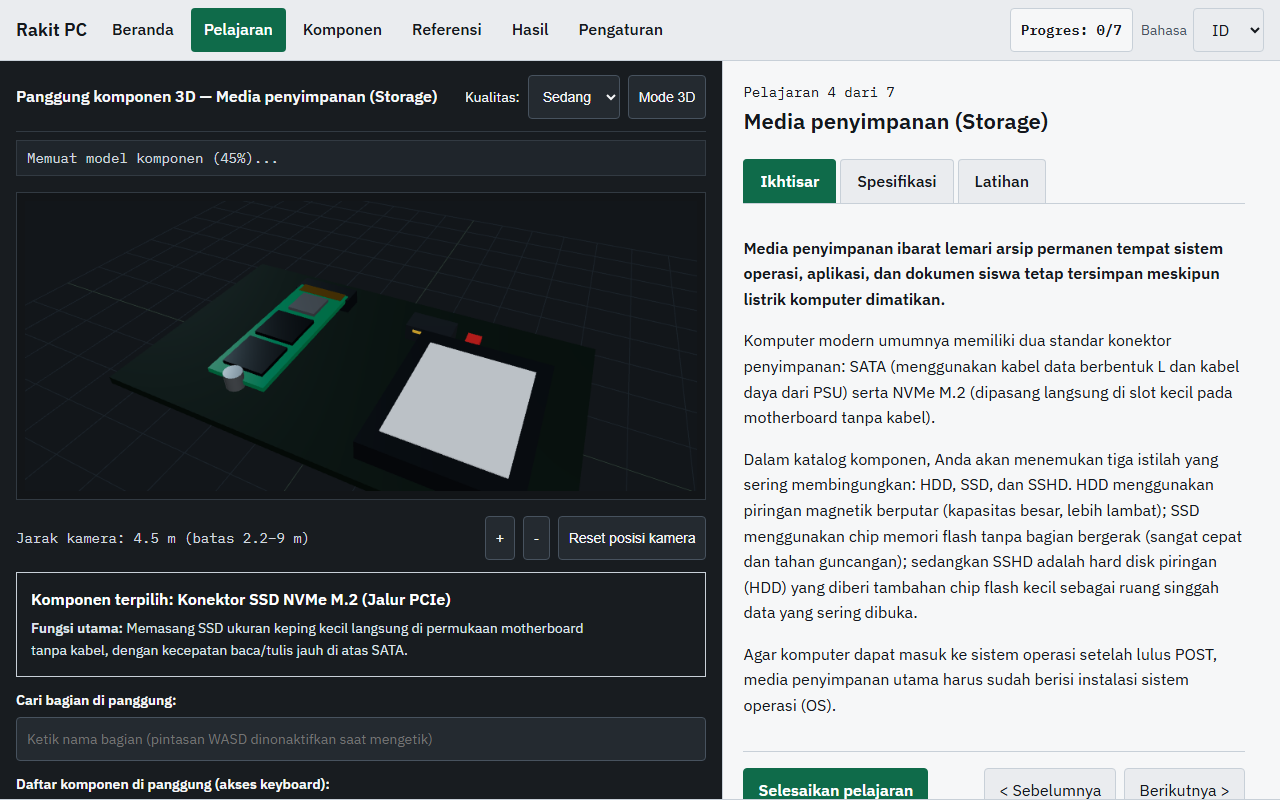 Rakit PC Beranda Pelajaran Komponen Referensi Hasil Pengaturan Progres: 0/7 Bahasa ID
Panggung komponen 3D — Media penyimpanan (Storage) Kualitas: Sedang Mode 3D
Memuat model komponen (45%)...
Jarak kamera: 4.5 m (batas 2.2–9 m) + - Reset posisi kamera
Komponen terpilih: Konektor SSD NVMe M.2 (Jalur PCIe)
Fungsi utama: Memasang SSD ukuran keping kecil langsung di permukaan motherboard
tanpa kabel, dengan kecepatan baca/tulis jauh di atas SATA.
Cari bagian di panggung:
Ketik nama bagian (pintasan WASD dinonaktifkan saat mengetik)
Daftar komponen di panggung (akses keyboard):
Pelajaran 4 dari 7
Media penyimpanan (Storage)
Ikhtisar Spesifikasi Latihan
Media penyimpanan ibarat lemari arsip permanen tempat sistem
operasi, aplikasi, dan dokumen siswa tetap tersimpan meskipun
listrik komputer dimatikan.
Komputer modern umumnya memiliki dua standar konektor
penyimpanan: SATA (menggunakan kabel data berbentuk L dan kabel
daya dari PSU) serta NVMe M.2 (dipasang langsung di slot kecil pada
motherboard tanpa kabel).
Dalam katalog komponen, Anda akan menemukan tiga istilah yang
sering membingungkan: HDD, SSD, dan SSHD. HDD menggunakan
piringan magnetik berputar (kapasitas besar, lebih lambat); SSD
menggunakan chip memori flash tanpa bagian bergerak (sangat cepat
dan tahan guncangan); sedangkan SSHD adalah hard disk piringan
(HDD) yang diberi tambahan chip flash kecil sebagai ruang singgah
data yang sering dibuka.
Agar komputer dapat masuk ke sistem operasi setelah lulus POST,
media penyimpanan utama harus sudah berisi instalasi sistem
operasi (OS).
Selesaikan pelajaran < Sebelumnya Berikutnya >